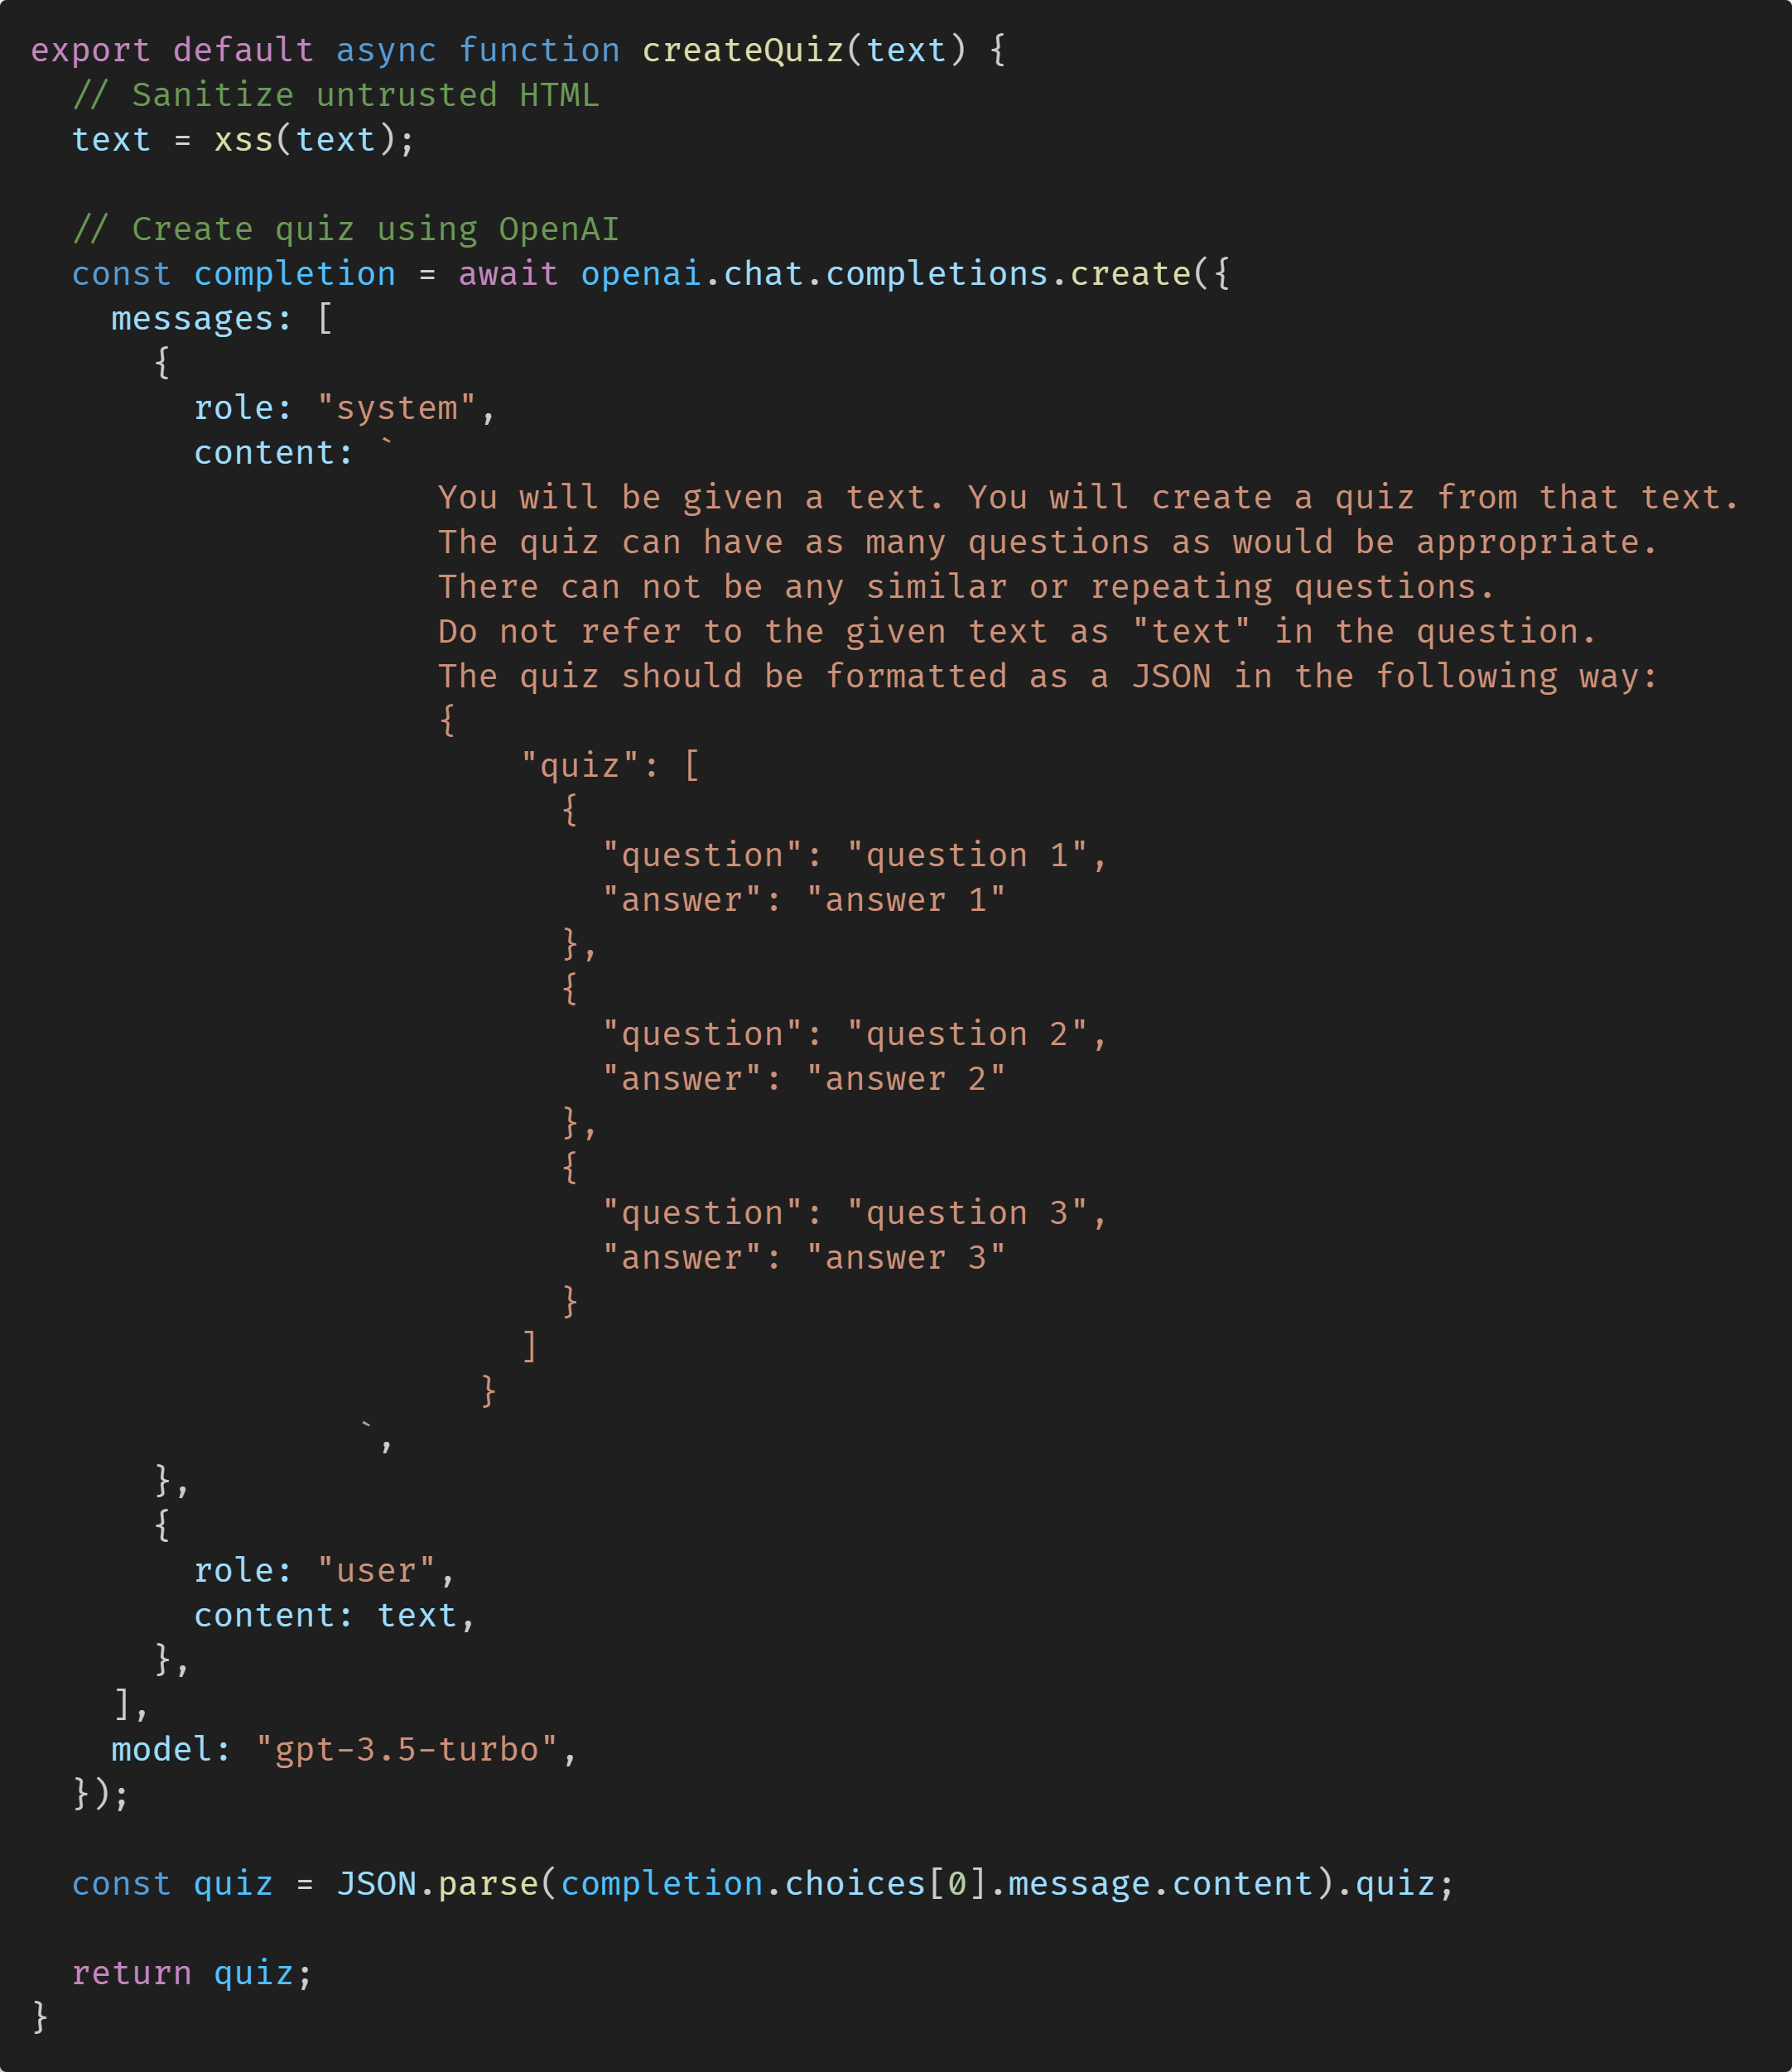 export default async function createQuiz(text) {
  // Sanitize untrusted HTML
  text = xss(text);

  // Create quiz using OpenAI
  const completion = await openai.chat.completions.create({
    messages: [
      {
        role: "system",
        content: `
                    You will be given a text. You will create a quiz from that text.
                    The quiz can have as many questions as would be appropriate.
                    There can not be any similar or repeating questions.
                    Do not refer to the given text as "text" in the question.
                    The quiz should be formatted as a JSON in the following way:
                    {
                        "quiz": [
                          {
                            "question": "question 1",
                            "answer": "answer 1"
                          },
                          {
                            "question": "question 2",
                            "answer": "answer 2"
                          },
                          {
                            "question": "question 3",
                            "answer": "answer 3"
                          }
                        ]
                      }
                `,
      },
      {
        role: "user",
        content: text,
      },
    ],
    model: "gpt-3.5-turbo",
  });

  const quiz = JSON.parse(completion.choices[0].message.content).quiz;

  return quiz;
}